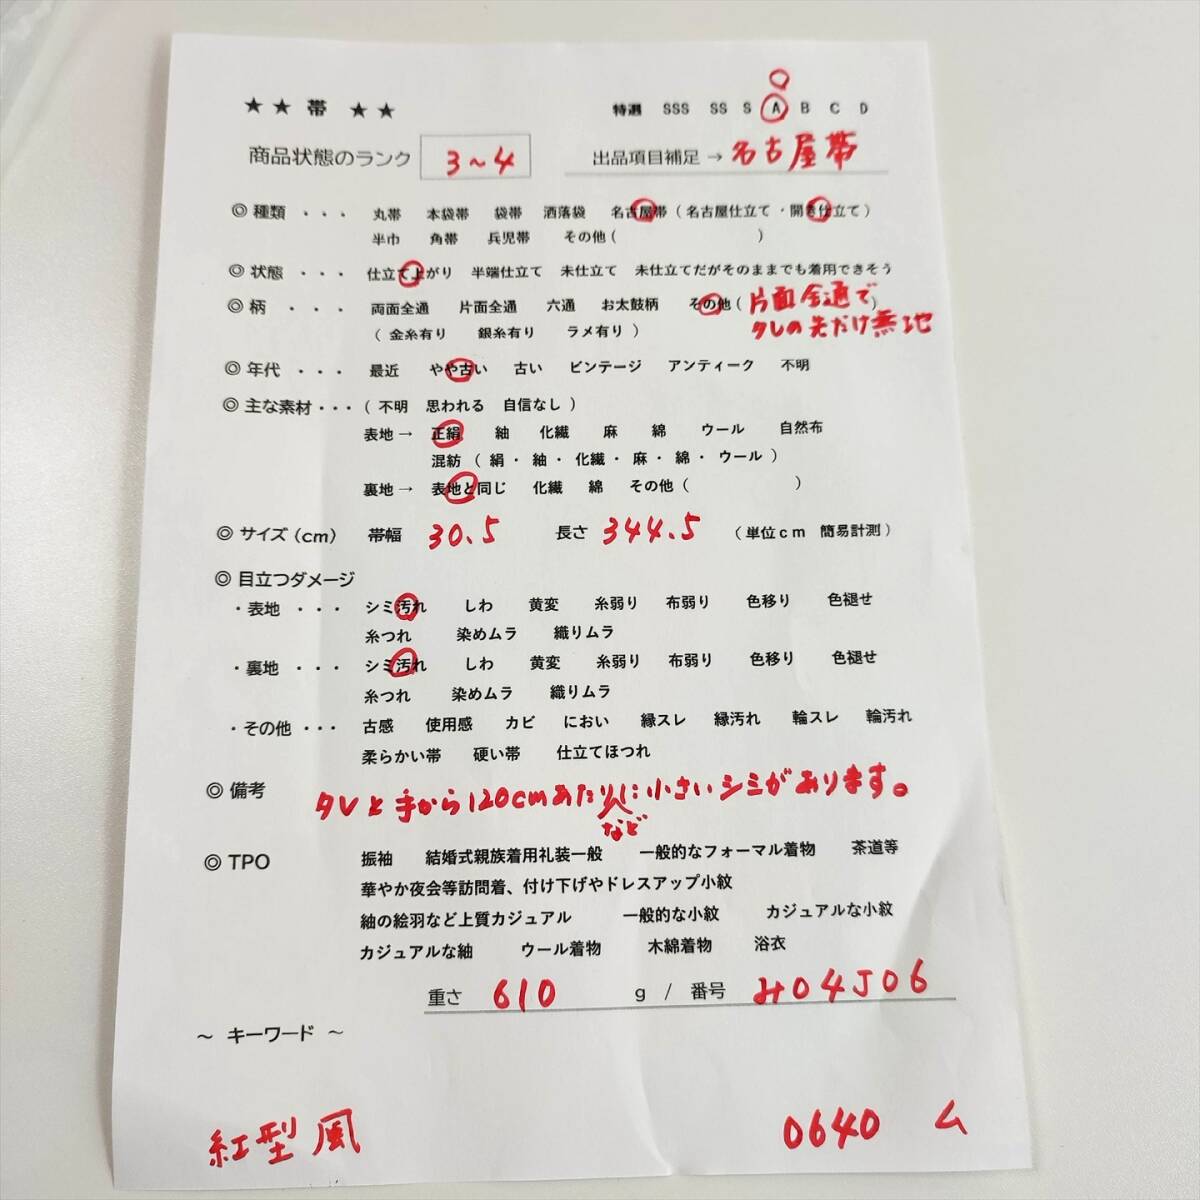 ★★ 帯 ★★ 特選 SSS SS S A B C D
商品状態のランク 3～4 出品項目補足→ 名古屋帯
◎ 種類 ・・・ 丸帯 本袋帯 袋帯 洒落袋 名古屋帯（名古屋仕立て・開き仕立て）
半巾 角帯 兵児帯 その他（ ）
◎ 状態 ・・・ 仕立て上がり 半端仕立て 未仕立て 未仕立てだがそのままでも着用できそう
◎ 柄 ・・・ 両面全通 片面全通 六通 お太鼓柄 その他（片面全通で）
（金糸有り 銀糸有り ラメ有り） タレの先だけ無地
◎ 年代 ・・・ 最近 やや古い 古い ビンテージ アンティーク 不明
◎ 主な素材・・・（不明 思われる 自信なし）
表地→ 正絹 紬 化繊 麻 綿 ウール 自然布
混紡（絹・紬・化繊・麻・綿・ウール）
裏地→ 表地と同じ 化繊 綿 その他（ ）
◎ サイズ(cm) 帯幅 30.5 長さ 344.5 （単位cm 簡易計測）
◎ 目立つダメージ
・表地 ・・・ シミ汚れ しわ 黄変 糸弱り 布弱り 色移り 色褪せ
糸つれ 染めムラ 織りムラ
・裏地 ・・・ シミ汚れ しわ 黄変 糸弱り 布弱り 色移り 色褪せ
糸つれ 染めムラ 織りムラ
・その他 ・・・ 古感 使用感 カビ におい 縁スレ 縁汚れ 輪スレ 輪汚れ
柔らかい帯 硬い帯 仕立てほつれ
◎ 備考 タレと手から120cmあたりに小さいシミがあります。
など
◎ TPO 振袖 結婚式親族着用礼装一般 一般的なフォーマル着物 茶道等
華やか夜会等訪問着、付け下げやドレスアップ小紋
紬の絵羽など上質カジュアル 一般的な小紋 カジュアルな小紋
カジュアルな紬 ウール着物 木綿着物 浴衣
重さ 610 g / 番号 H04J06
～ キーワード ～
紅型風 0640 ム